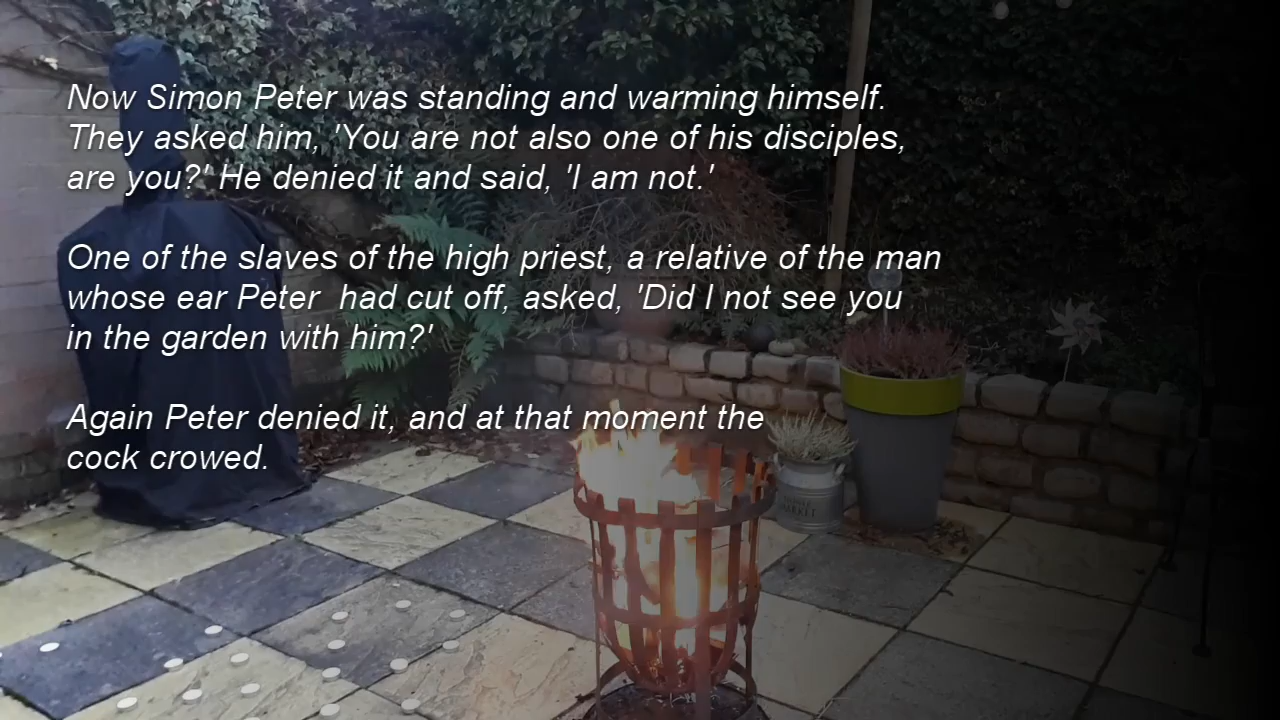 Now Simon Peter was standing and warming himself.
They asked him, 'You are not also one of his disciples,
are you?' He denied it and said, 'I am not.'
One of the slaves of the high priest, a relative of the man
whose ear Peter  had cut off, asked, 'Did I not see you
in the garden with him?'
Again Peter denied it, and at that moment the
cock crowed.
MARKET